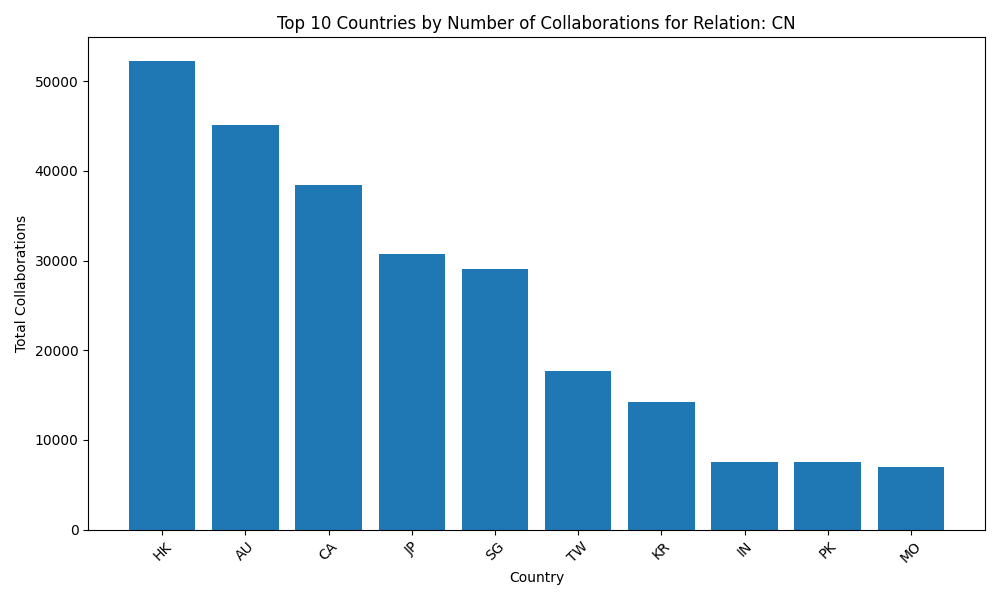 Top 10 Countries by Number of Collaborations for Relation: CN
Total Collaborations
50000
40000
30000
20000
10000
0
HK
AU
CA
JP
SG
TW
KR
IN
PK
MO
Country